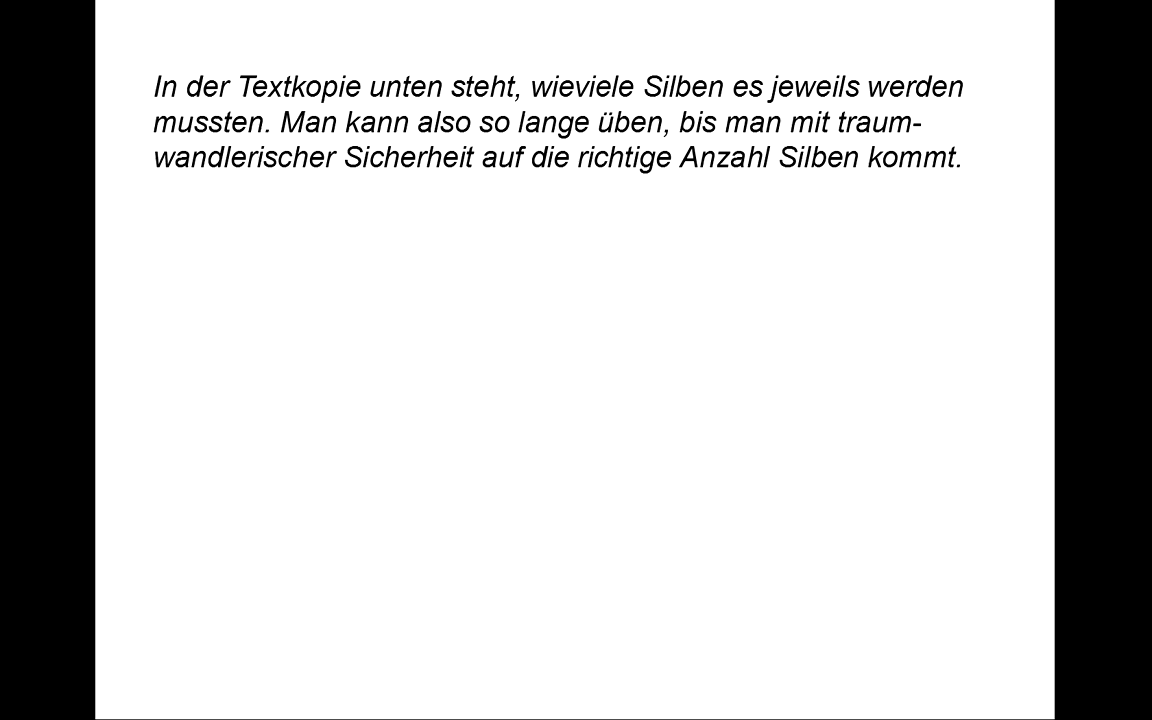 In der Textkopie unten steht, wieviele Silben es jeweils werden
mussten. Man kann also so lange üben, bis man mit traum-
wandlerischer Sicherheit auf die richtige Anzahl Silben kommt.